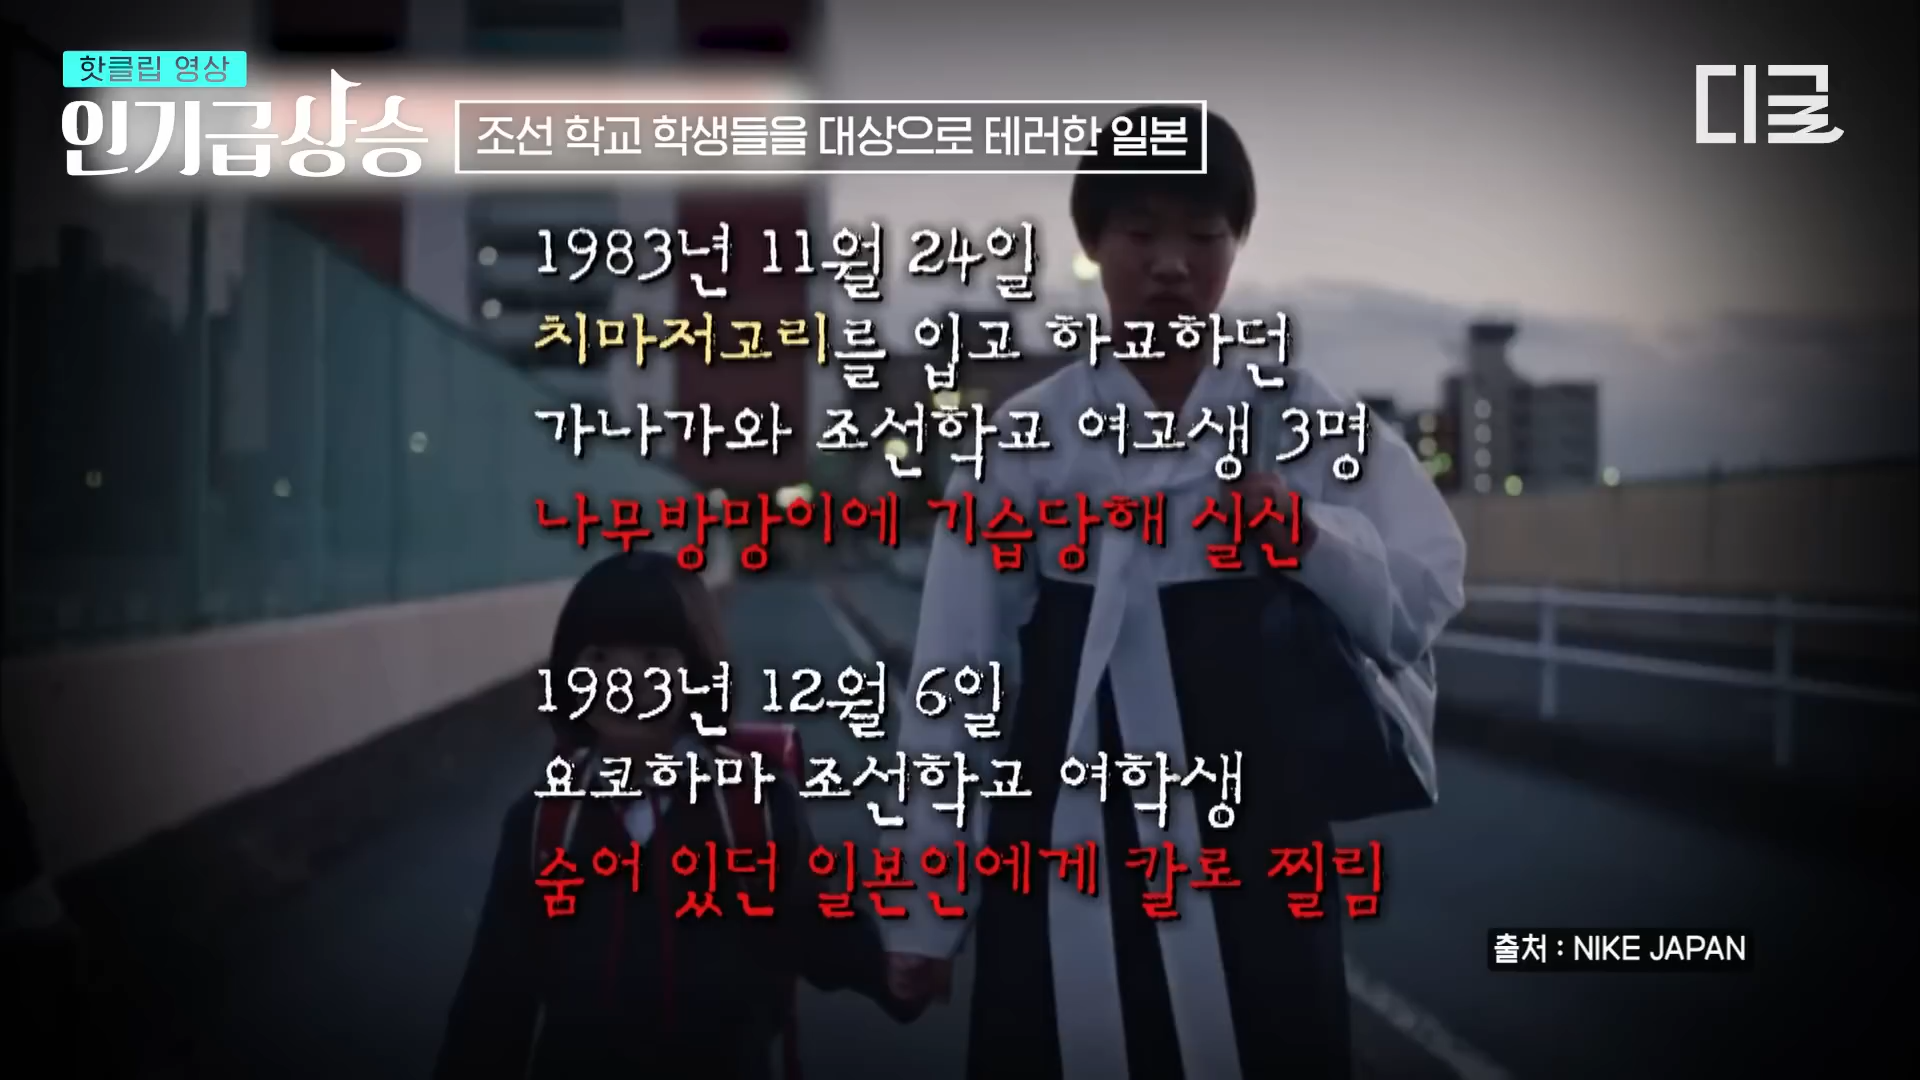 핫클립 영상
인기급상승
조선 학교 학생들을 대상으로 테러한 일본
디글
1983년 11월 24일
치마저고리를 입고 하교하던
가나가와 조선학교 여고생 3명
나무방망이에 기습당해 실신
1983년 12월 6일
요코하마 조선학교 여학생
숨어 있던 일본인에게 칼로 찔림
출처 : NIKE JAPAN